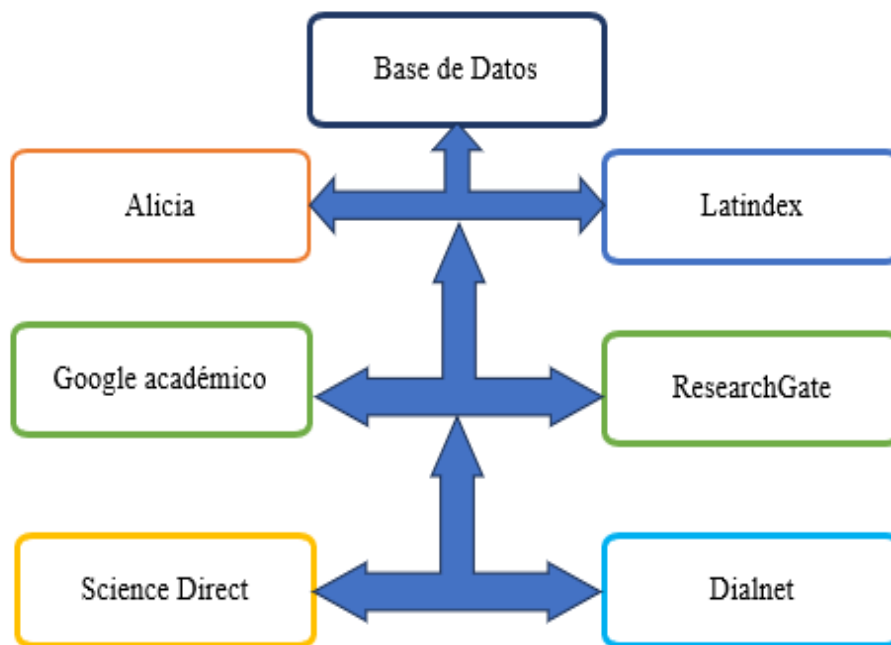 Base de Datos
Alicia
Latindex
Google académico
ResearchGate
Science Direct
Dialnet